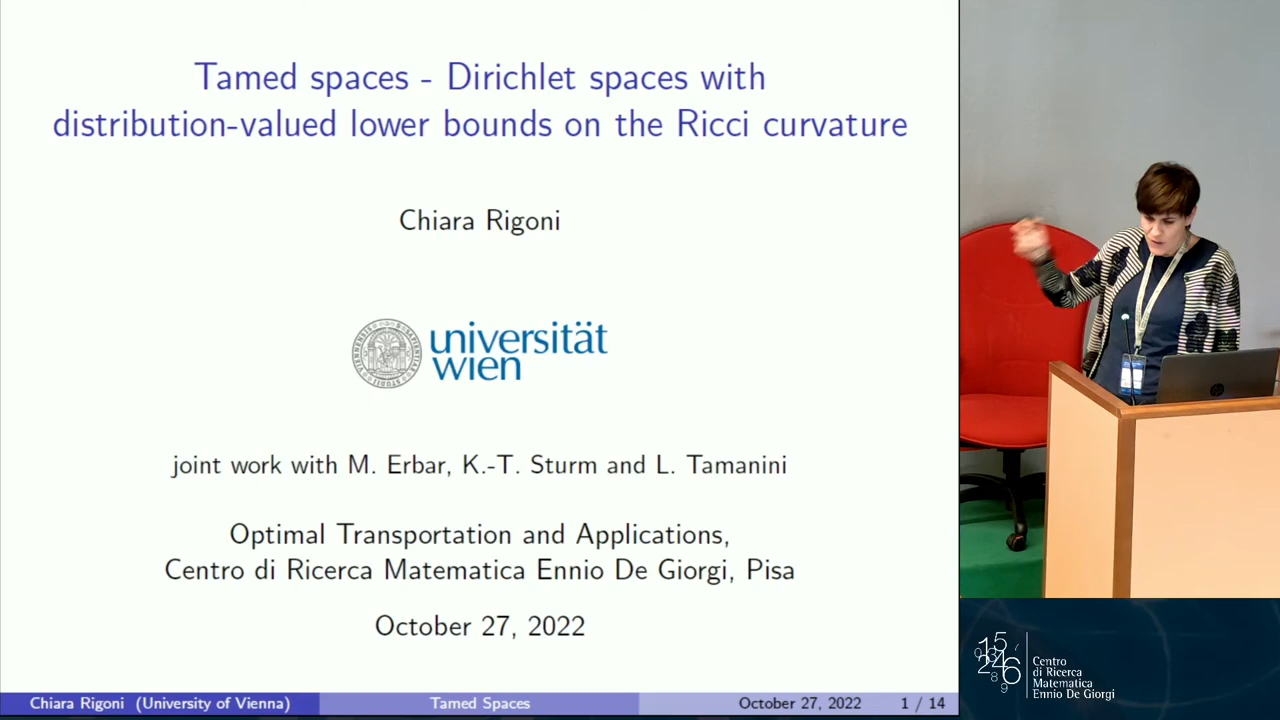 Tamed spaces - Dirichlet spaces with
distribution-valued lower bounds on the Ricci curvature
Chiara Rigoni
universität
wien
joint work with M. Erbar, K.-T. Sturm and L. Tamanini
Optimal Transportation and Applications,
Centro di Ricerca Matematica Ennio De Giorgi, Pisa
October 27, 2022
Chiara Rigoni (University of Vienna) Tamed Spaces October 27, 2022 1 / 14
Centro
di Ricerca
Matematica
Ennio De Giorgi